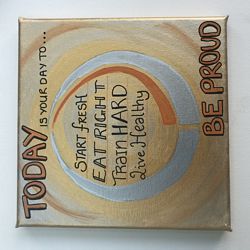 TODAY IS YOUR DAY TO...
START fresh
EAT RIGHT
Train HARD
Live Healthy
BE PROUD